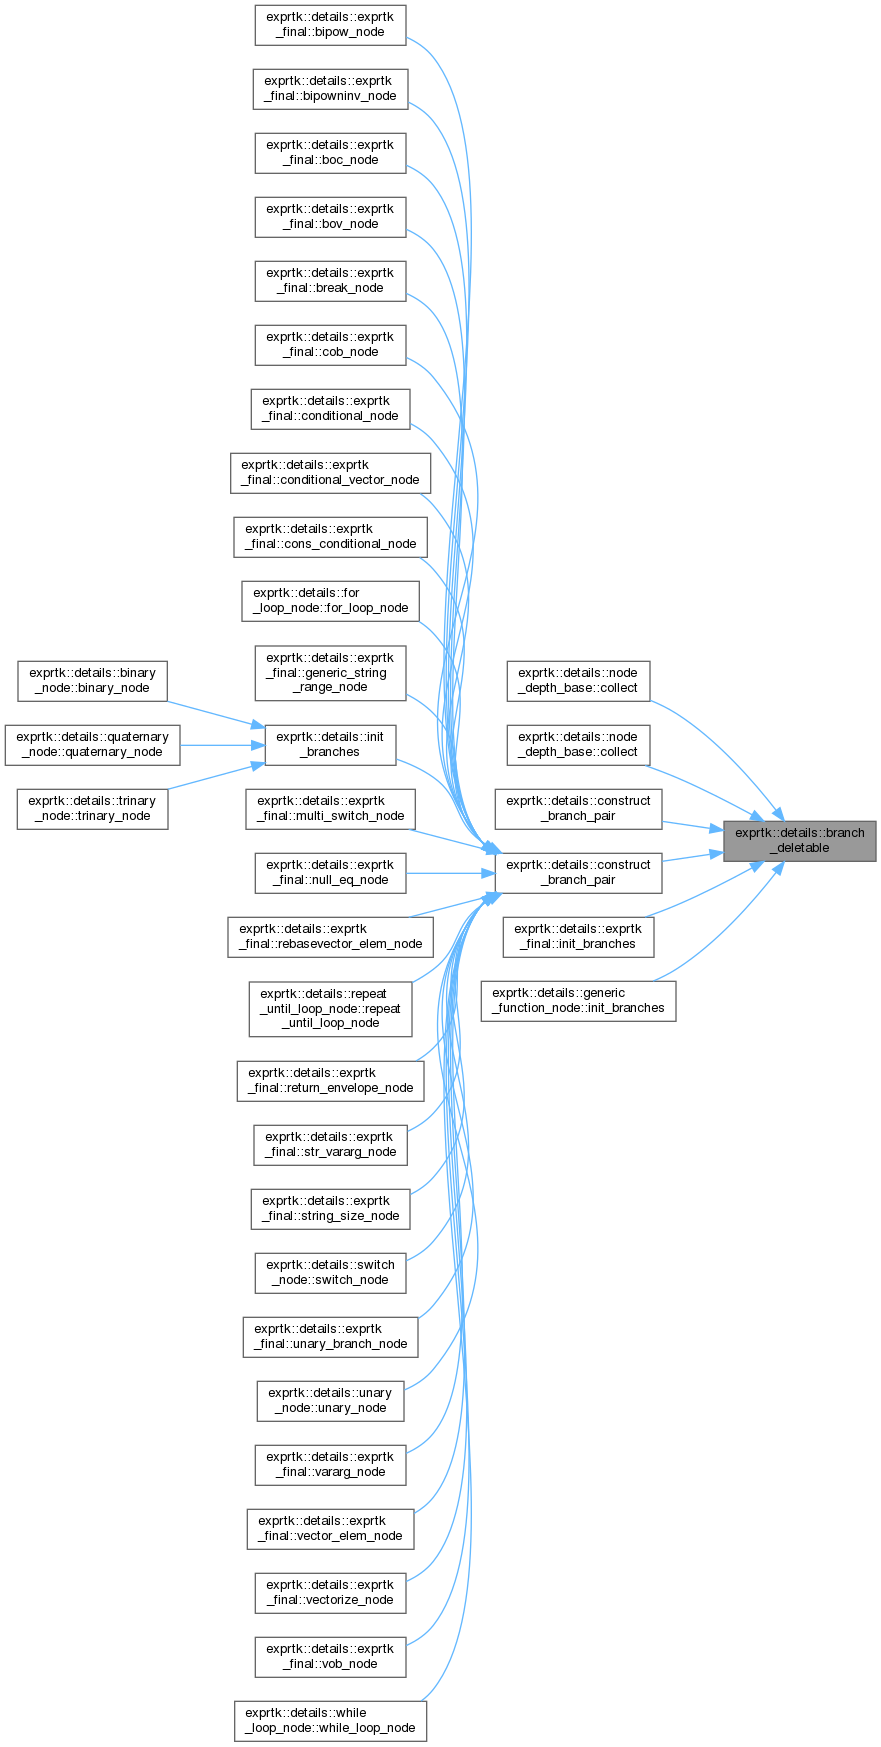 exprtk::details::exprtk
_final::bipow_node
exprtk::details::exprtk
_final::bipowninv_node
exprtk::details::exprtk
_final::boc_node
exprtk::details::exprtk
_final::bov_node
exprtk::details::exprtk
_final::break_node
exprtk::details::exprtk
_final::cob_node
exprtk::details::exprtk
_final::conditional_node
exprtk::details::exprtk
_final::conditional_vector_node
exprtk::details::exprtk
_final::cons_conditional_node
exprtk::details::for
_loop_node::for_loop_node
exprtk::details::exprtk
_final::generic_string
_range_node
exprtk::details::binary
_node::binary_node
exprtk::details::quaternary
_node::quaternary_node
exprtk::details::trinary
_node::trinary_node
exprtk::details::init
_branches
exprtk::details::exprtk
_final::multi_switch_node
exprtk::details::exprtk
_final::null_eq_node
exprtk::details::exprtk
_final::rebasevector_elem_node
exprtk::details::repeat
_until_loop_node::repeat
_until_loop_node
exprtk::details::exprtk
_final::return_envelope_node
exprtk::details::exprtk
_final::str_vararg_node
exprtk::details::exprtk
_final::string_size_node
exprtk::details::switch
_node::switch_node
exprtk::details::exprtk
_final::unary_branch_node
exprtk::details::unary
_node::unary_node
exprtk::details::exprtk
_final::vararg_node
exprtk::details::exprtk
_final::vector_elem_node
exprtk::details::exprtk
_final::vectorize_node
exprtk::details::exprtk
_final::vob_node
exprtk::details::while
_loop_node::while_loop_node
exprtk::details::node
_depth_base::collect
exprtk::details::node
_depth_base::collect
exprtk::details::construct
_branch_pair
exprtk::details::construct
_branch_pair
exprtk::details::exprtk
_final::init_branches
exprtk::details::generic
_function_node::init_branches
exprtk::details::branch
_deletable